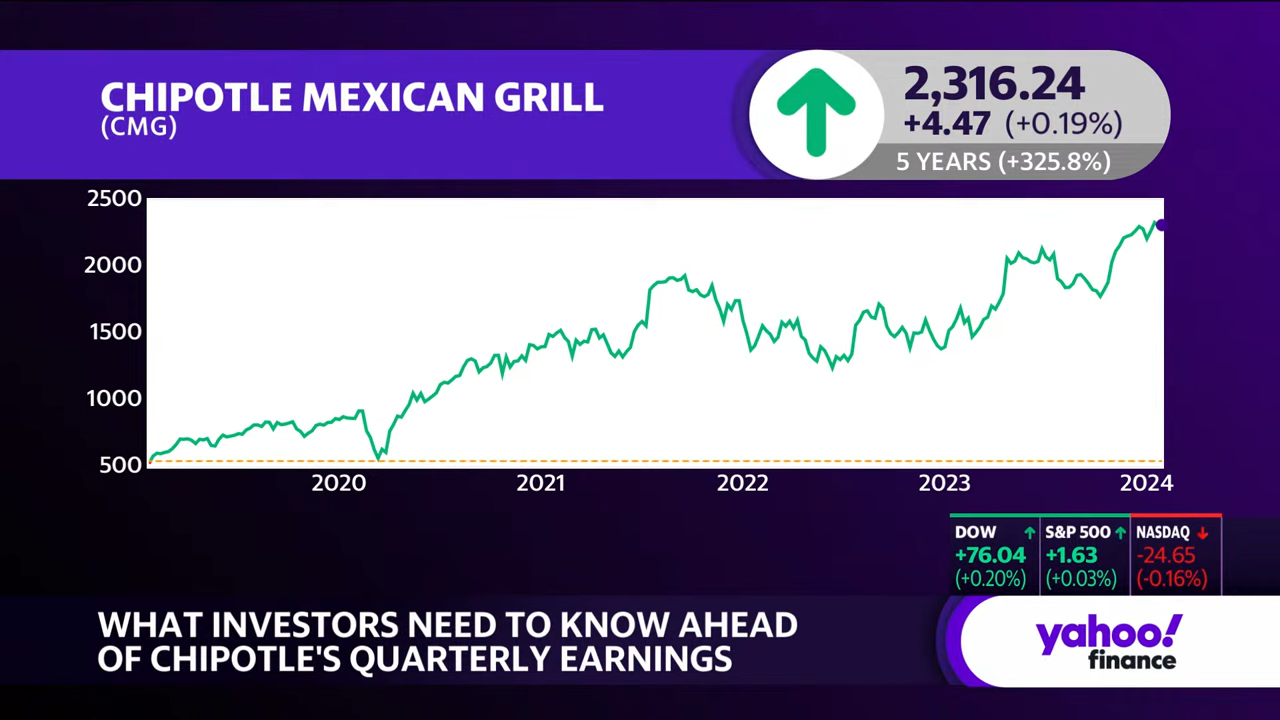 CHIPOTLE MEXICAN GRILL
(CMG)
2,316.24
+4.47 (+0.19%)
5 YEARS (+325.8%)
2500
2000
1500
1000
500
2020 2021 2022 2023 2024
DOW S&P 500 NASDAQ
+76.04 +1.63 -24.65
(+0.20%) (+0.03%) (-0.16%)
WHAT INVESTORS NEED TO KNOW AHEAD
OF CHIPOTLE'S QUARTERLY EARNINGS
yahoo!
finance